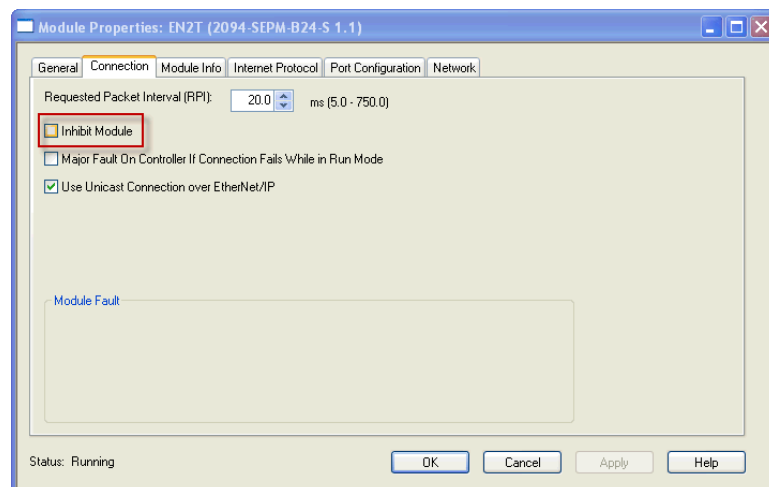 Module Properties: EN2T (2094-SEPM-B24-S 1.1)
General Connection Module Info Internet Protocol Port Configuration Network
Requested Packet Interval (RPI): 20.0 ms (5.0 - 750.0)
Inhibit Module
Major Fault On Controller If Connection Fails While in Run Mode
Use Unicast Connection over EtherNet/IP
Module Fault
Status: Running OK Cancel Apply Help